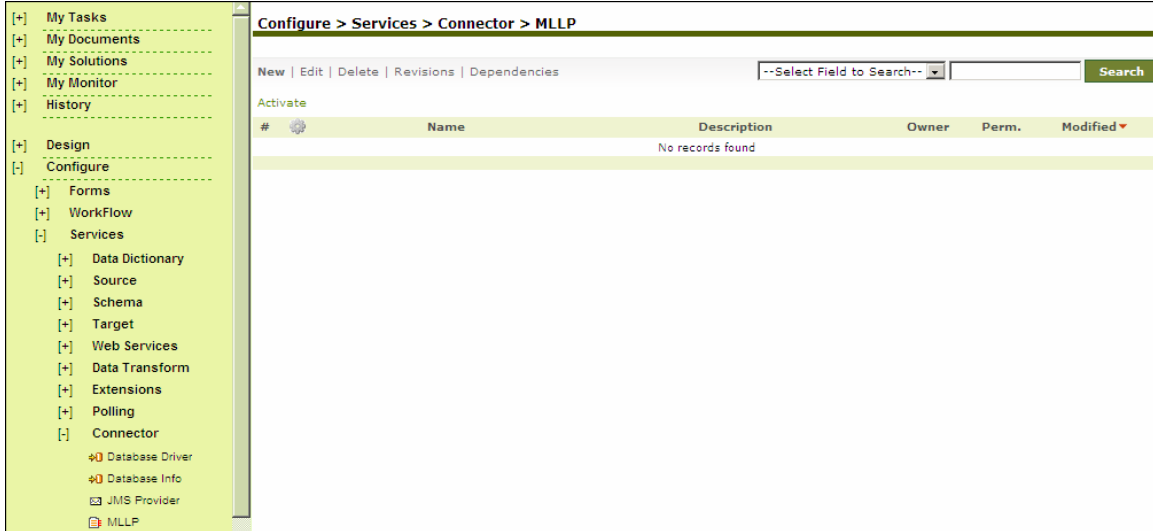 [+] My Tasks
[+] My Documents
[+] My Solutions
[+] My Monitor
[+] History
[+] Design
[-] Configure
[+] Forms
[+] WorkFlow
[-] Services
[+] Data Dictionary
[+] Source
[+] Schema
[+] Target
[+] Web Services
[+] Data Transform
[+] Extensions
[+] Polling
[-] Connector
Database Driver
Database Info
JMS Provider
MLLP
Configure > Services > Connector > MLLP
New | Edit | Delete | Revisions | Dependencies --Select Field to Search-- Search
Activate
# Name Description Owner Perm. Modified
No records found